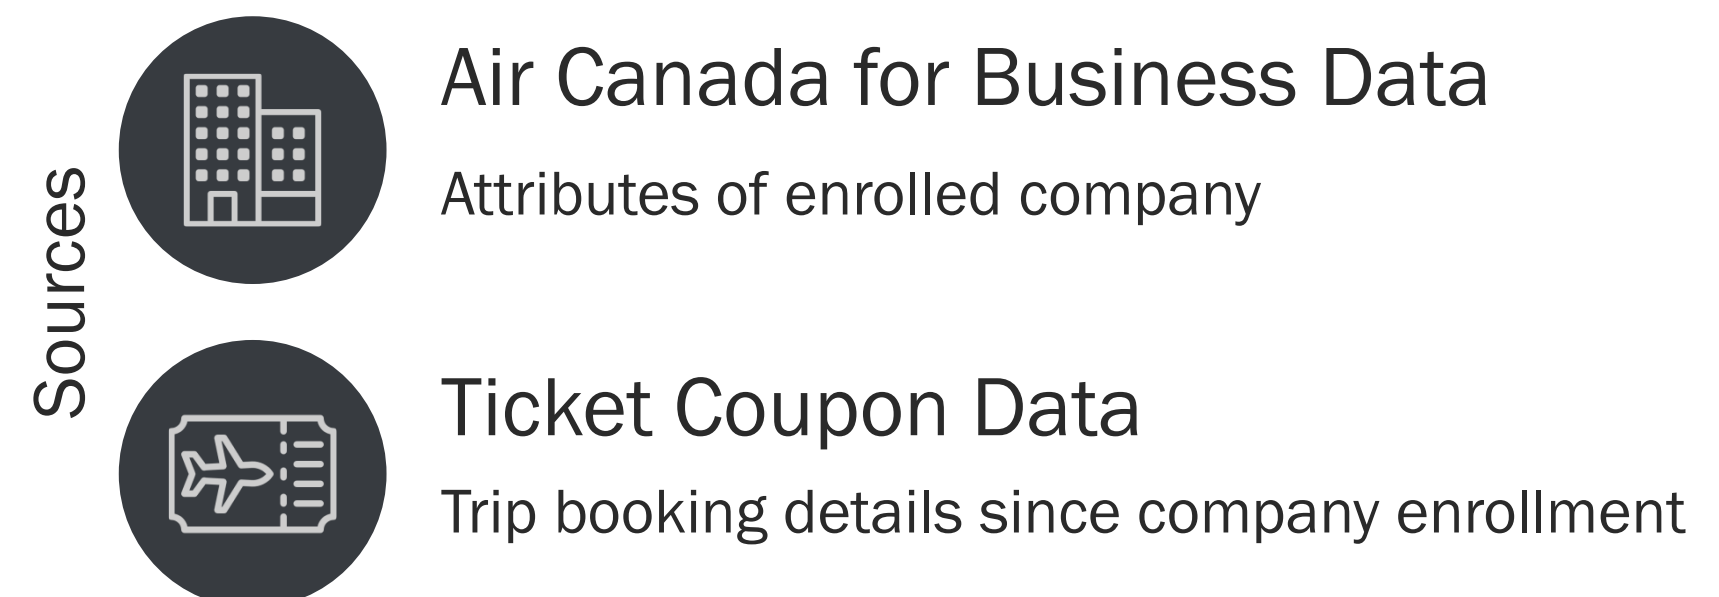 Sources
Air Canada for Business Data
Attributes of enrolled company
Ticket Coupon Data
Trip booking details since company enrollment